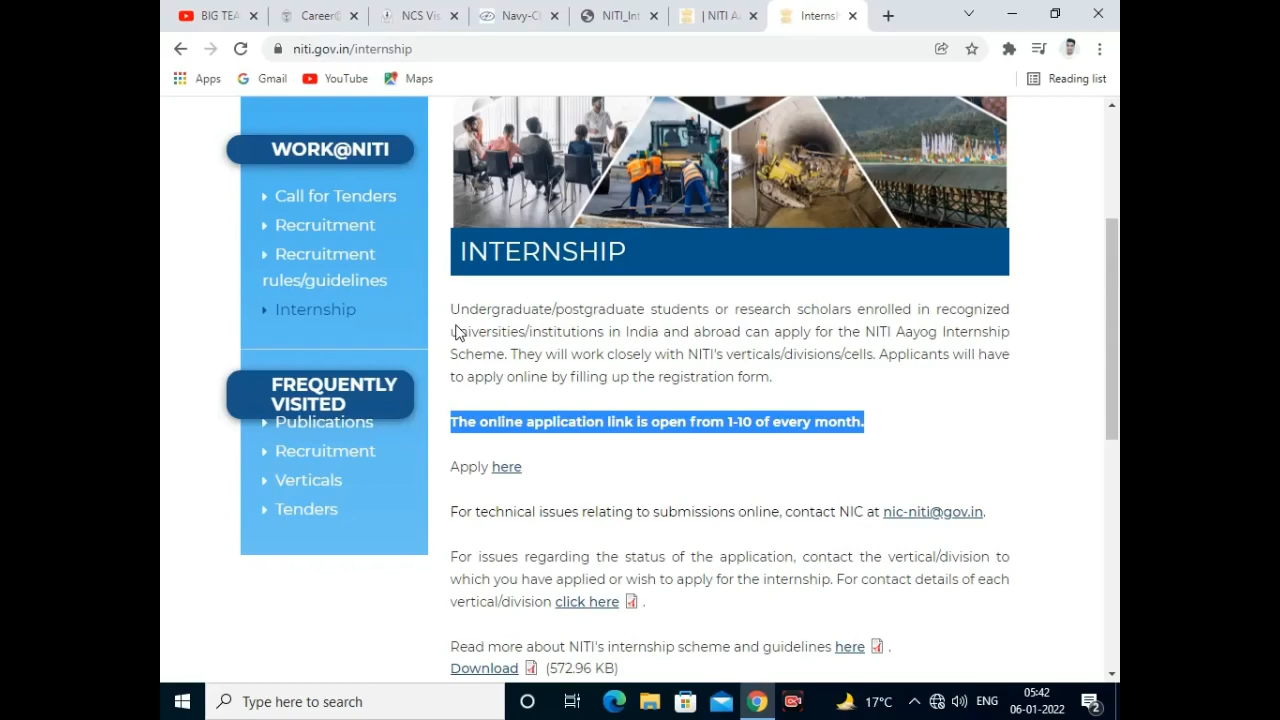 BIG TEA
Career®
NCS Vis
Navy-Cl
NITI_Int
| NITI A
Interns
niti.gov.in/internship
Apps
Gmail
YouTube
Maps
Reading list
WORK@NITI
Call for Tenders
Recruitment
Recruitment
rules/guidelines
Internship
FREQUENTLY
VISITED
Publications
Recruitment
Verticals
Tenders
INTERNSHIP
Undergraduate/postgraduate students or research scholars enrolled in recognized
universities/institutions in India and abroad can apply for the NITI Aayog Internship
Scheme. They will work closely with NITI's verticals/divisions/cells. Applicants will have
to apply online by filling up the registration form.
The online application link is open from 1-10 of every month.
Apply here
For technical issues relating to submissions online, contact NIC at nic-niti@gov.in.
For issues regarding the status of the application, contact the vertical/division to
which you have applied or wish to apply for the internship. For contact details of each
vertical/division click here .
Read more about NITI's internship scheme and guidelines here .
Download (572.96 KB)
Type here to search
17°C
ENG
05:42
06-01-2022
2